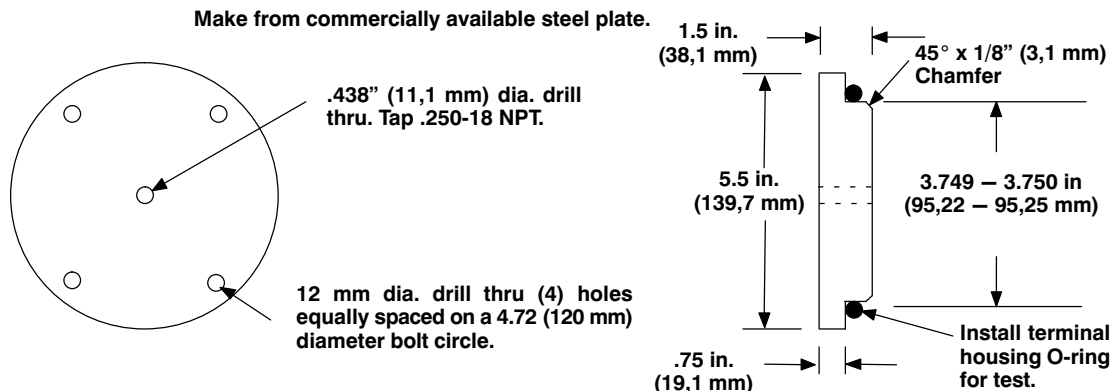 Make from commercially available steel plate.
.438” (11,1 mm) dia. drill
thru. Tap .250-18 NPT.
12 mm dia. drill thru (4) holes
equally spaced on a 4.72 (120 mm)
diameter bolt circle.
1.5 in.
(38,1 mm)
45° x 1/8” (3,1 mm)
Chamfer
5.5 in.
(139,7 mm)
3.749 — 3.750 in
(95,22 — 95,25 mm)
.75 in.
(19,1 mm)
Install terminal
housing O-ring
for test.